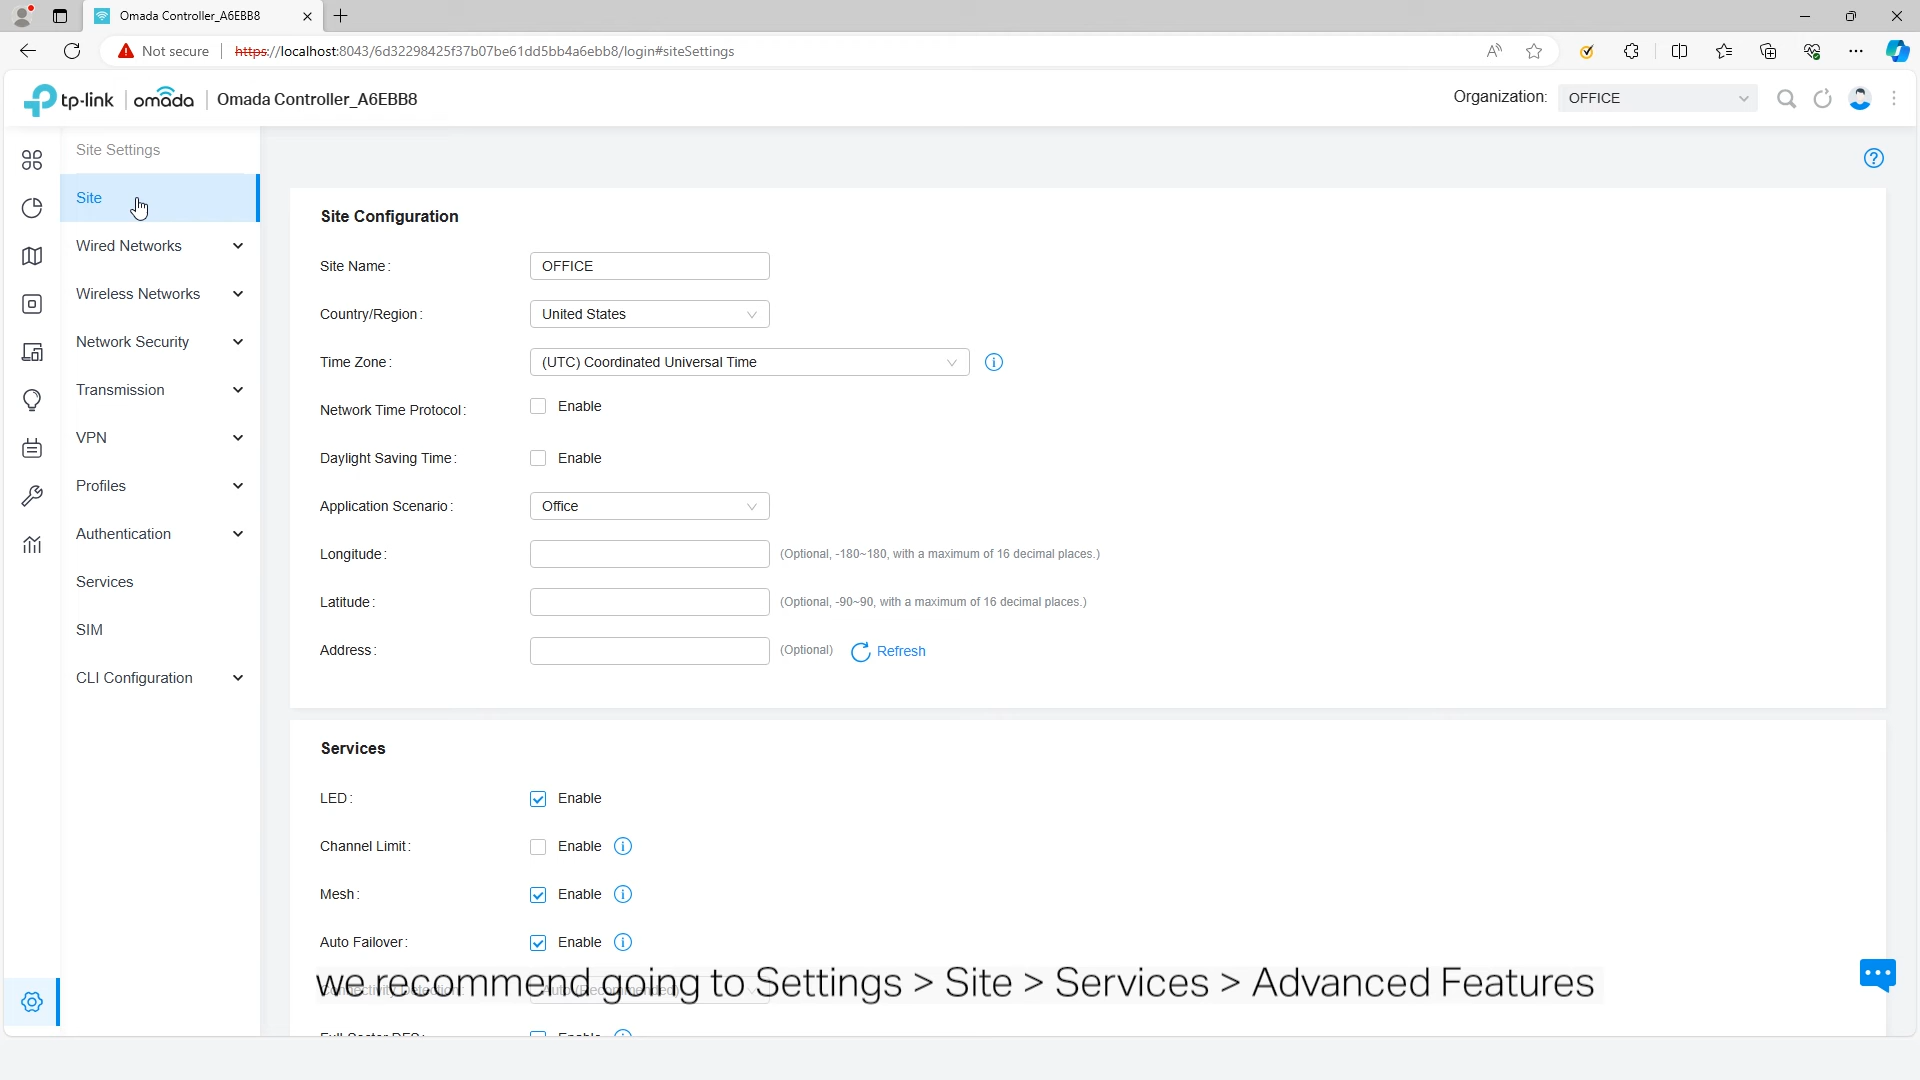 Omada Controller_A6EBB8
Not secure
https://localhost:8043/6d32298425f37b07be61dd5bb4a6ebb8/login#siteSettings
tp-link
omada
Omada Controller_A6EBB8
Organization:
OFFICE
Site Settings
Site
Wired Networks
Wireless Networks
Network Security
Transmission
VPN
Profiles
Authentication
Services
SIM
CLI Configuration
Site Configuration
Site Name:
OFFICE
Country/Region:
United States
Time Zone:
(UTC) Coordinated Universal Time
Network Time Protocol:
Enable
Daylight Saving Time:
Enable
Application Scenario:
Office
Longitude:
(Optional, -180~180, with a maximum of 16 decimal places.)
Latitude:
(Optional, -90~90, with a maximum of 16 decimal places.)
Address:
(Optional)
Refresh
Services
LED:
Enable
Channel Limit:
Enable
Mesh:
Enable
Auto Failover:
Enable
Connectivity Detection:
Auto (Recommended)
we recommend going to Settings > Site > Services > Advanced Features